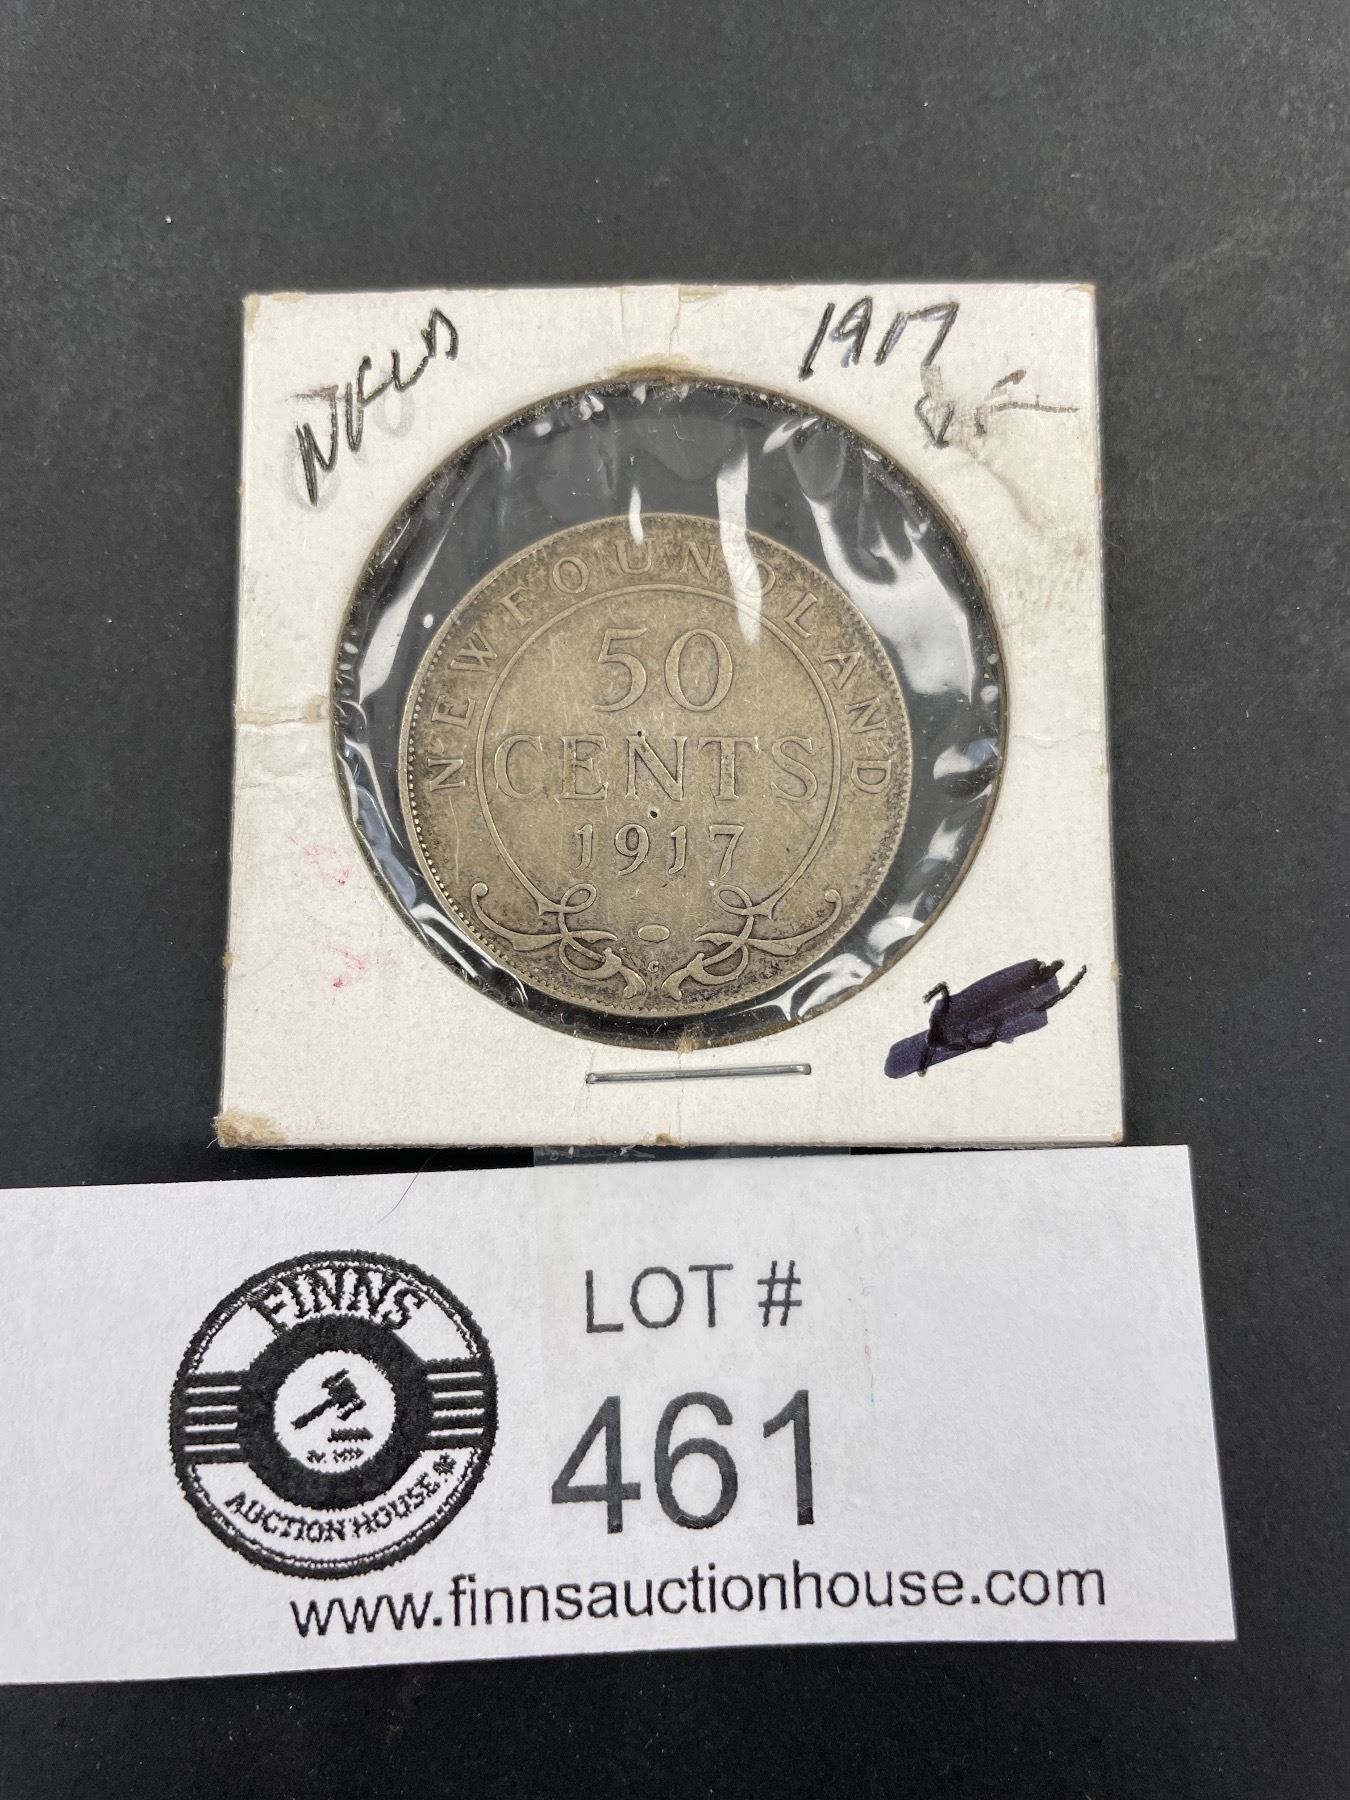 NFLD
1917
VF
NEWFOUNDLAND
50
CENTS
1917
C
LOT #
461
FINNS
AUCTION HOUSE
www.finnsauctionhouse.com